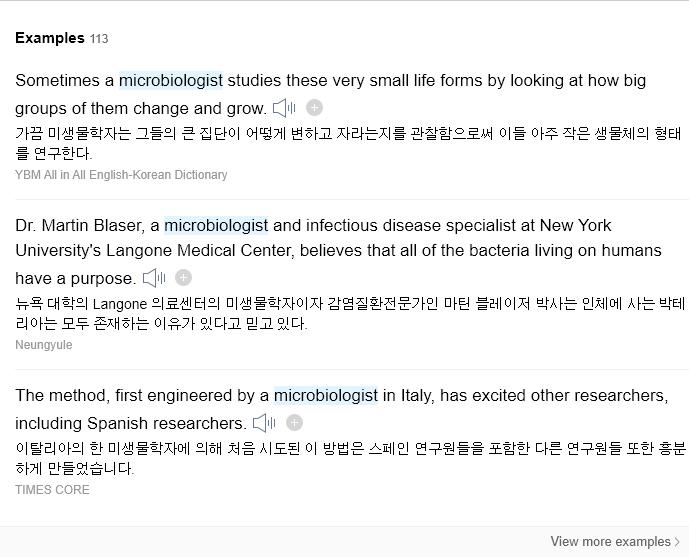 Examples 113
Sometimes a microbiologist studies these very small life forms by looking at how big
groups of them change and grow.
가끔 미생물학자는 그들의 큰 집단이 어떻게 변하고 자라는지를 관찰함으로써 이들 아주 작은 생물체의 형태
를 연구한다.
YBM All in All English-Korean Dictionary
Dr. Martin Blaser, a microbiologist and infectious disease specialist at New York
University's Langone Medical Center, believes that all of the bacteria living on humans
have a purpose.
뉴욕 대학의 Langone 의료센터의 미생물학자이자 감염질환전문가인 마틴 블레이저 박사는 인체에 사는 박테
리아는 모두 존재하는 이유가 있다고 믿고 있다.
Neungyule
The method, first engineered by a microbiologist in Italy, has excited other researchers,
including Spanish researchers.
이탈리아의 한 미생물학자에 의해 처음 시도된 이 방법은 스페인 연구원들을 포함한 다른 연구원들 또한 흥분
하게 만들었습니다.
TIMES CORE
View more examples